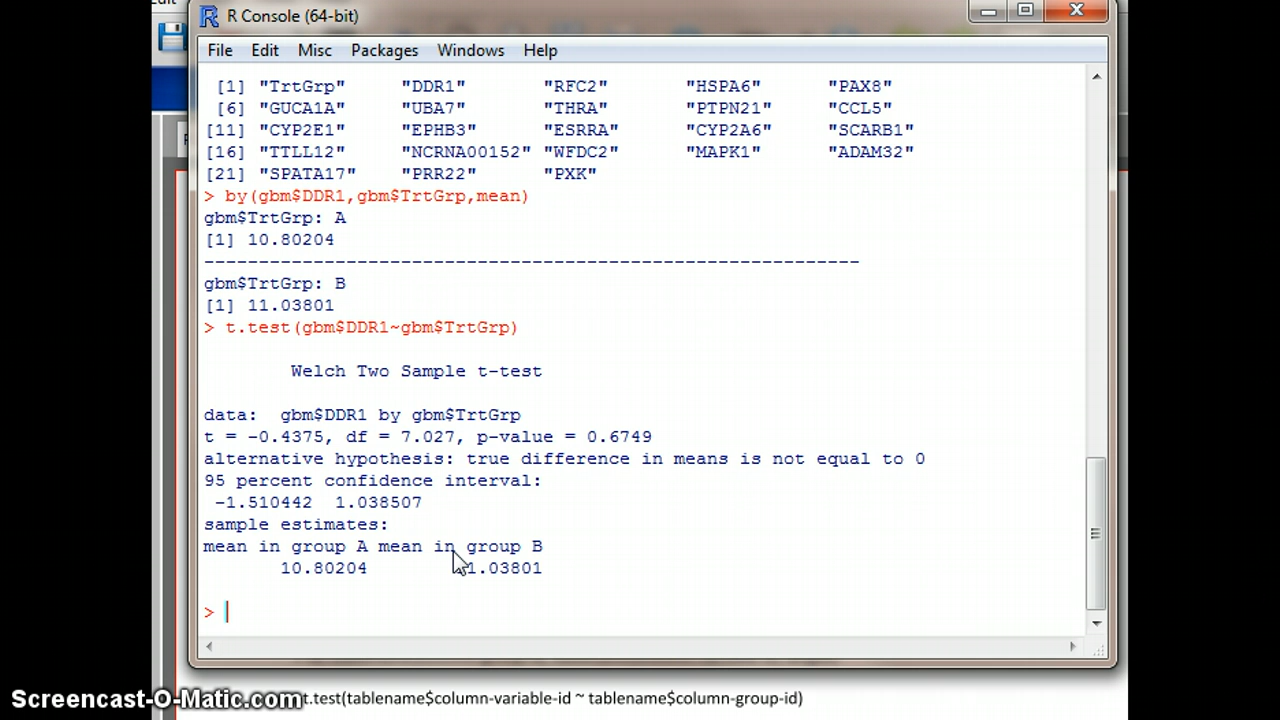 R Console (64-bit)
File Edit Misc Packages Windows Help
[1] "TrtGrp" "DDR1" "RFC2" "HSPA6" "PAX8"
[6] "GUCA1A" "UBA7" "THRA" "PTPN21" "CCL5"
[11] "CYP2E1" "EPHB3" "ESRRA" "CYP2A6" "SCARB1"
[16] "TTLL12" "NCRNA00152" "WFDC2" "MAPK1" "ADAM32"
[21] "SPATA17" "PRR22" "PXK"
> by(gbm$DDR1,gbm$TrtGrp,mean)
gbm$TrtGrp: A
[1] 10.80204
------------------------------------------------------------
gbm$TrtGrp: B
[1] 11.03801
> t.test(gbm$DDR1~gbm$TrtGrp)
Welch Two Sample t-test
data: gbm$DDR1 by gbm$TrtGrp
t = -0.4375, df = 7.027, p-value = 0.6749
alternative hypothesis: true difference in means is not equal to 0
95 percent confidence interval:
-1.510442 1.038507
sample estimates:
mean in group A mean in group B
10.80204 11.03801
>
Screencast-O-Matic.com t.test(tablename$column-variable-id ~ tablename$column-group-id)